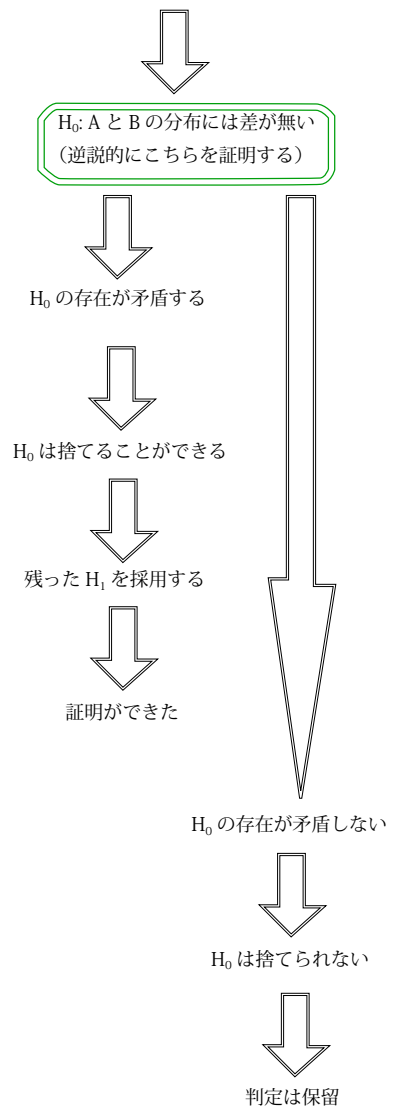 H₀: A と B の分布には差が無い
（逆説的にこちらを証明する）
H₀ の存在が矛盾する
H₀ は捨てることができる
残った H₁ を採用する
証明ができた
H₀ の存在が矛盾しない
H₀ は捨てられない
判定は保留